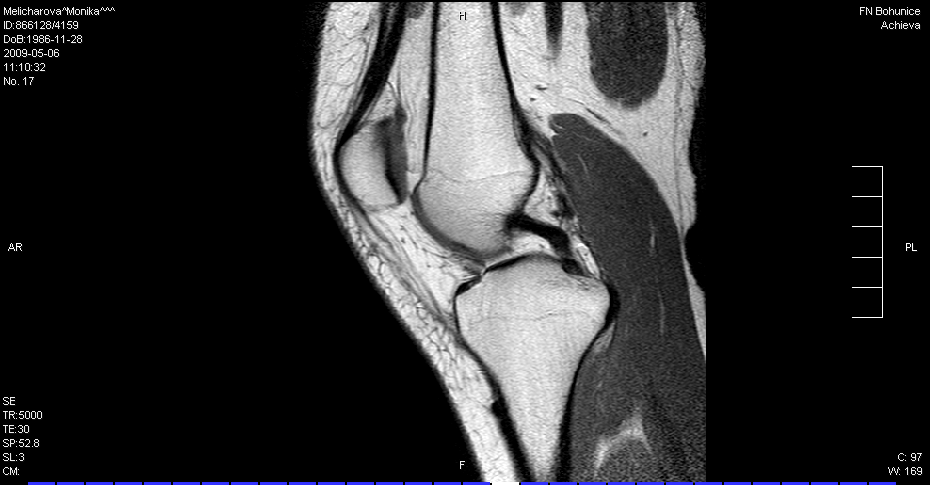 Melicharova^Monika^^^
ID:866128/4159
DoB:1986-11-28
2009-05-06
11:10:32
No. 17
FN Bohunice
Achieva
H
AR
PL
SE
TR:5000
TE:30
SP:52.8
SL:3
CM:
F
C: 97
W: 169